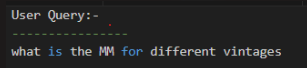 User Query:-
----------------
what is the MM for different vintages